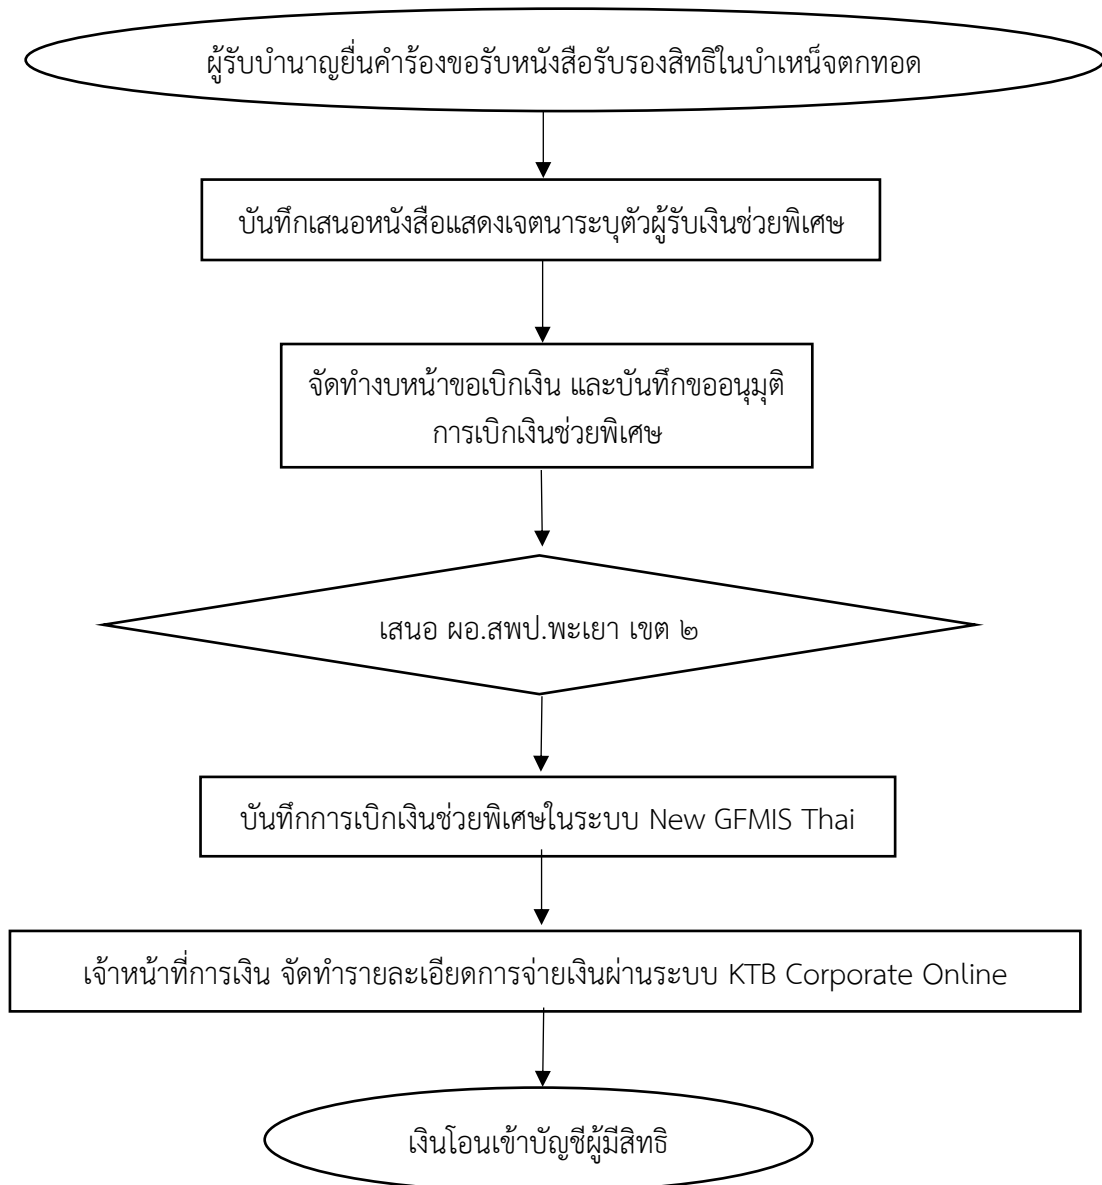 ผู้รับบำนาญยื่นคำร้องขอรับหนังสือรับรองสิทธิในบำเหน็จตกทอด
บันทึกเสนอหนังสือแสดงเจตนาระบุตัวผู้รับเงินช่วยพิเศษ
จัดทำงบหน้าขอเบิกเงิน และบันทึกขออนุมุติ
การเบิกเงินช่วยพิเศษ
เสนอ ผอ.สพป.พะเยา เขต ๒
บันทึกการเบิกเงินช่วยพิเศษในระบบ New GFMIS Thai
เจ้าหน้าที่การเงิน จัดทำรายละเอียดการจ่ายเงินผ่านระบบ KTB Corporate Online
เงินโอนเข้าบัญชีผู้มีสิทธิ